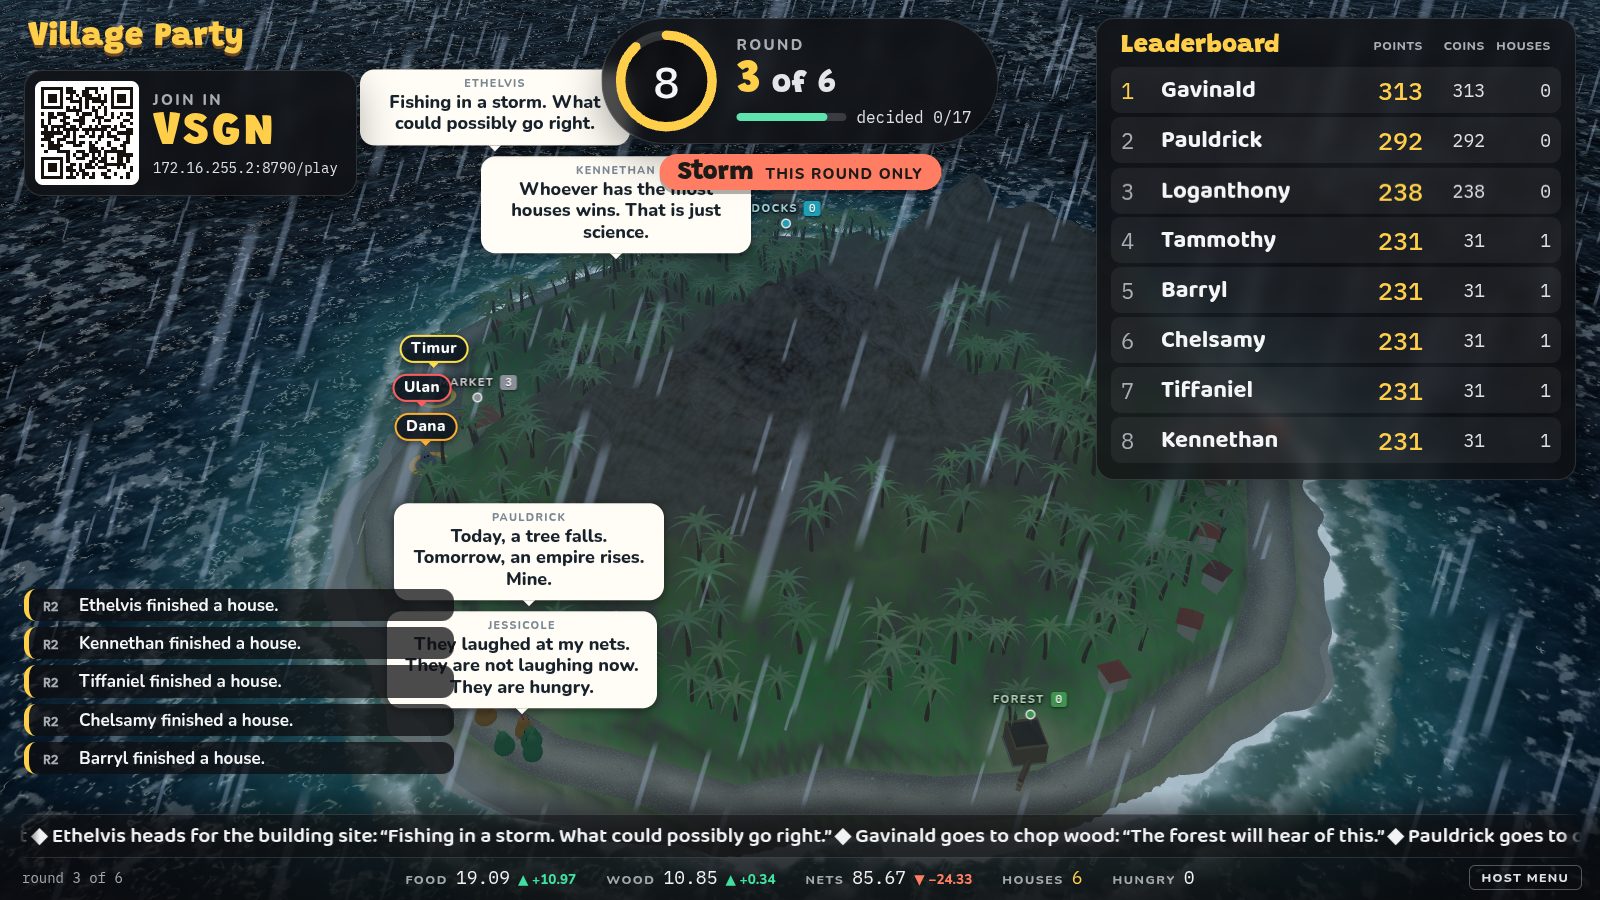 Village Party
JOIN IN
VSGN
172.16.255.2:8790/play
ETHELVIS
Fishing in a storm. What
could possibly go right.
8
ROUND
3 of 6
decided 0/17
Storm THIS ROUND ONLY
KENNETHAN
Whoever has the most
houses wins. That is just
science.
DOCKS 0
Leaderboard POINTS COINS HOUSES
1 Gavinald 313 313 0
2 Pauldrick 292 292 0
3 Loganthony 238 238 0
4 Tammothy 231 31 1
5 Barryl 231 31 1
6 Chelsamy 231 31 1
7 Tiffaniel 231 31 1
8 Kennethan 231 31 1
Timur
Ulan
ARKET 3
Dana
PAULDRICK
Today, a tree falls.
Tomorrow, an empire rises.
Mine.
JESSICOLE
They laughed at my nets.
They are not laughing now.
They are hungry.
R2 Ethelvis finished a house.
R2 Kennethan finished a house.
R2 Tiffaniel finished a house.
R2 Chelsamy finished a house.
R2 Barryl finished a house.
FOREST 0
t ◆ Ethelvis heads for the building site: “Fishing in a storm. What could possibly go right.” ◆ Gavinald goes to chop wood: “The forest will hear of this.” ◆ Pauldrick goes to
round 3 of 6
FOOD 19.09 ▲ +10.97 WOOD 10.85 ▲ +0.34 NETS 85.67 ▼ −24.33 HOUSES 6 HUNGRY 0
HOST MENU